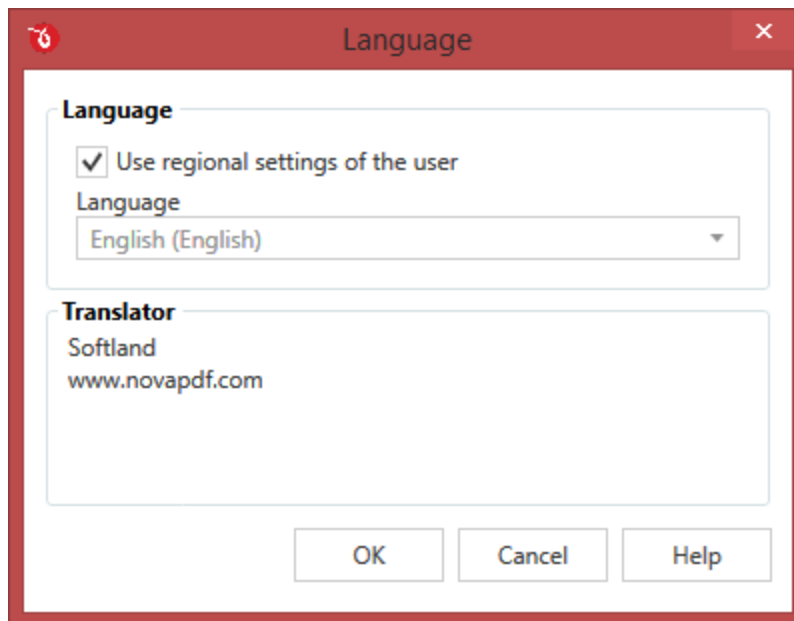 Language
Language
Use regional settings of the user
Language
English (English)
Translator
Softland
www.novapdf.com
OK
Cancel
Help